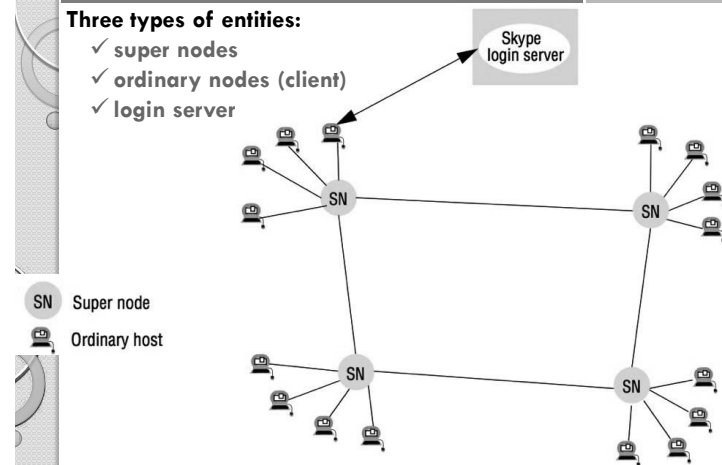 Three types of entities:
✓ super nodes
✓ ordinary nodes (client)
✓ login server
Skype
login server
SN
SN
SN
SN
SN Super node
Ordinary host